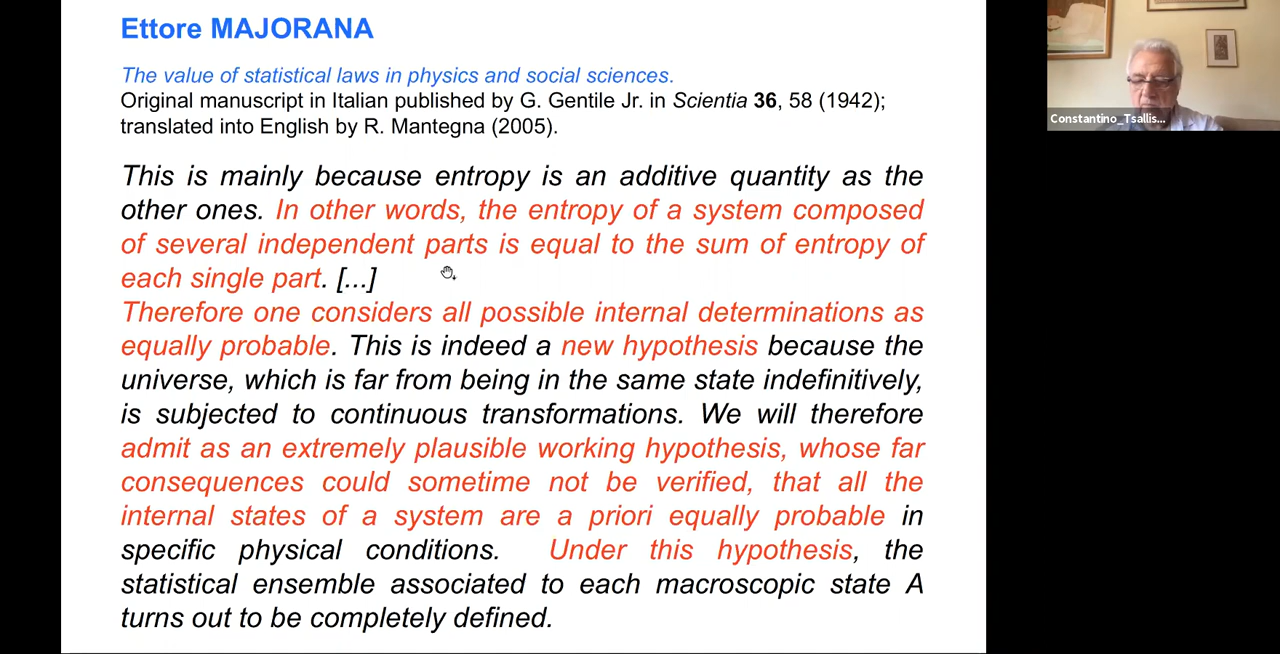 Ettore MAJORANA
The value of statistical laws in physics and social sciences.
Original manuscript in Italian published by G. Gentile Jr. in Scientia 36, 58 (1942);
translated into English by R. Mantegna (2005).
This is mainly because entropy is an additive quantity as the
other ones. In other words, the entropy of a system composed
of several independent parts is equal to the sum of entropy of
each single part. [...]
Therefore one considers all possible internal determinations as
equally probable. This is indeed a new hypothesis because the
universe, which is far from being in the same state indefinitively,
is subjected to continuous transformations. We will therefore
admit as an extremely plausible working hypothesis, whose far
consequences could sometime not be verified, that all the
internal states of a system are a priori equally probable in
specific physical conditions. Under this hypothesis, the
statistical ensemble associated to each macroscopic state A
turns out to be completely defined.
Constantino_Tsallis...